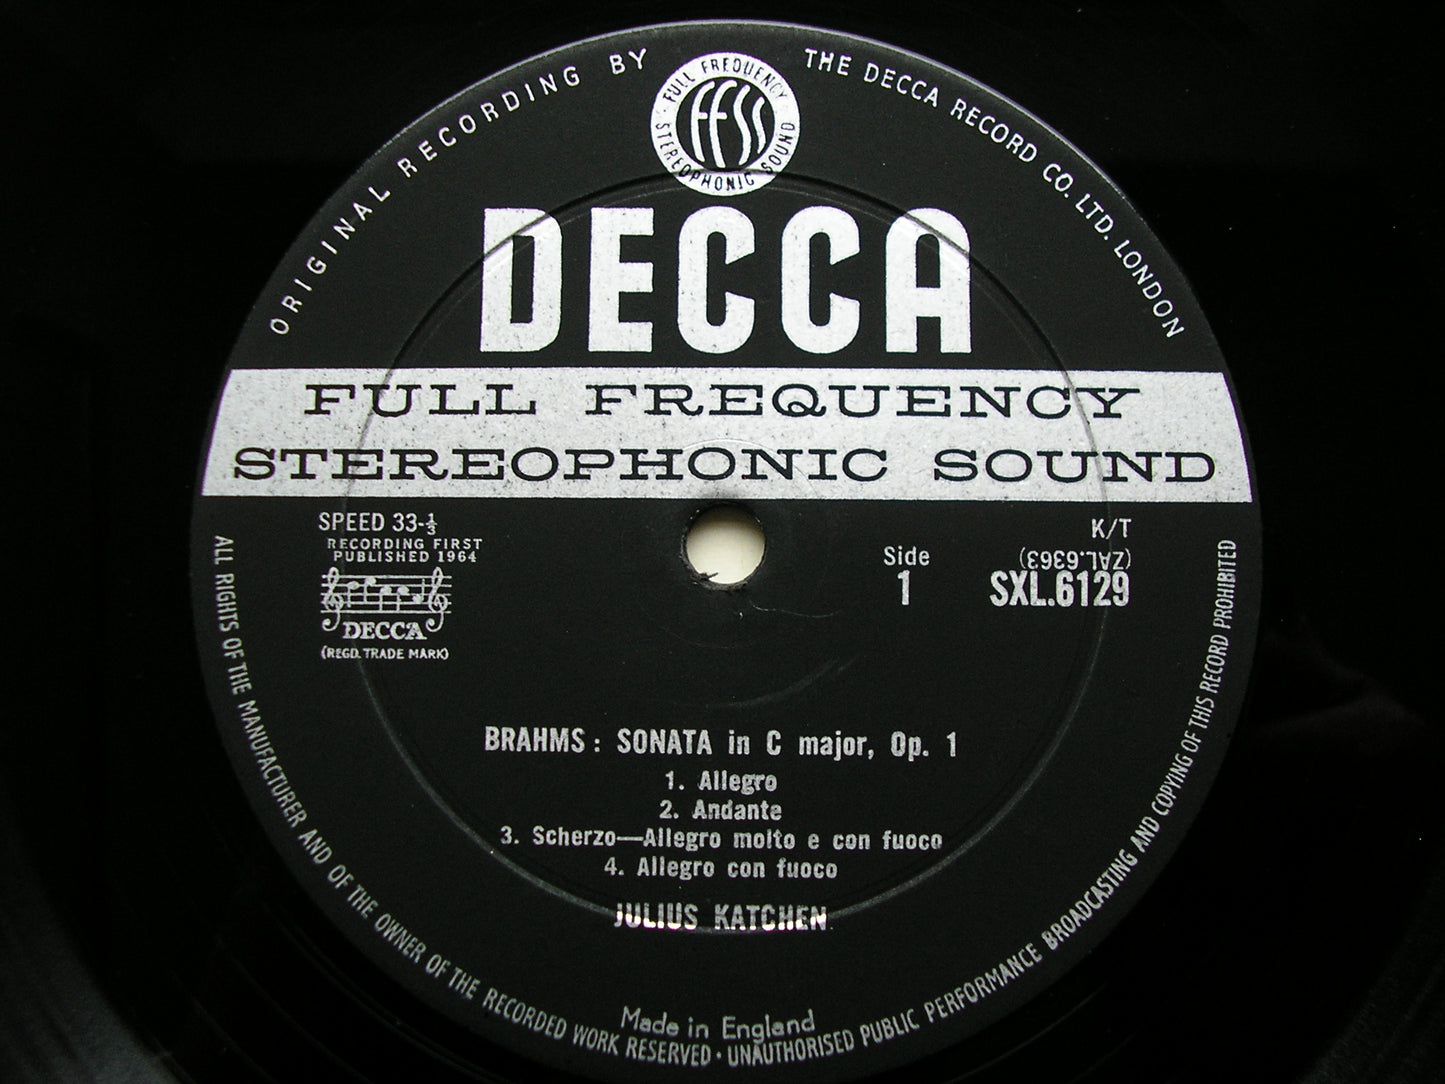 ORIGINAL RECORDING BY THE DECCA RECORD CO. LTD. LONDON
FULL FREQUENCY
STEREOPHONIC SOUND
FFSS
DECCA
FULL FREQUENCY
STEREOPHONIC SOUND
SPEED 33-⅓
RECORDING FIRST
PUBLISHED 1964
DECCA
(REGD. TRADE MARK)
Side
1
K/T
(ZAL.6363)
SXL.6129
BRAHMS : SONATA in C major, Op. 1
1. Allegro
2. Andante
3. Scherzo—Allegro molto e con fuoco
4. Allegro con fuoco
JULIUS KATCHEN
Made in England
ALL RIGHTS OF THE MANUFACTURER AND OF THE OWNER OF THE RECORDED WORK RESERVED · UNAUTHORISED PUBLIC PERFORMANCE BROADCASTING AND COPYING OF THIS RECORD PROHIBITED